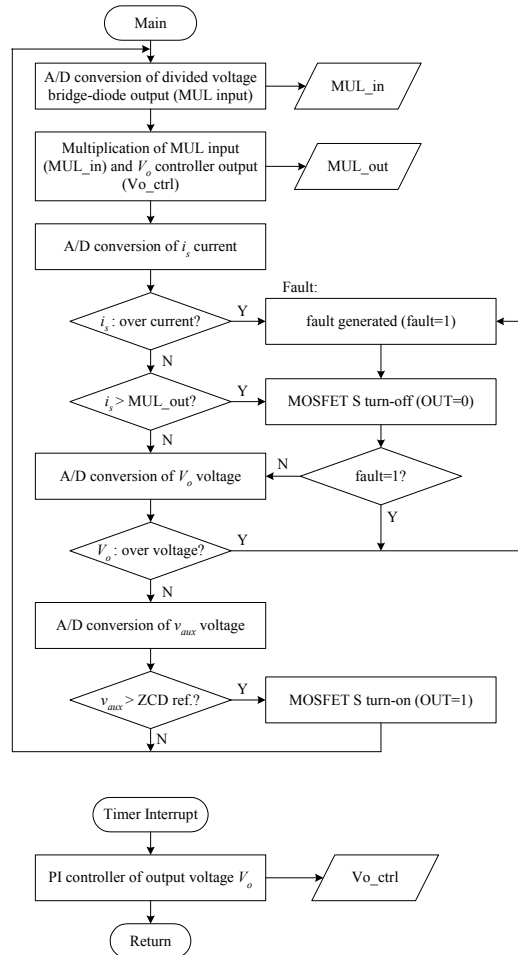 Main
A/D conversion of divided voltage
bridge-diode output (MUL input)
MUL_in
Multiplication of MUL input
(MUL_in) and Vo controller output
(Vo_ctrl)
MUL_out
A/D conversion of is current
Fault:
is : over current?
Y
fault generated (fault=1)
N
is > MUL_out?
Y
MOSFET S turn-off (OUT=0)
N
A/D conversion of Vo voltage
N
fault=1?
Y
Vo : over voltage?
Y
N
A/D conversion of vaux voltage
vaux > ZCD ref.?
Y
MOSFET S turn-on (OUT=1)
N
Timer Interrupt
PI controller of output voltage Vo
Vo_ctrl
Return